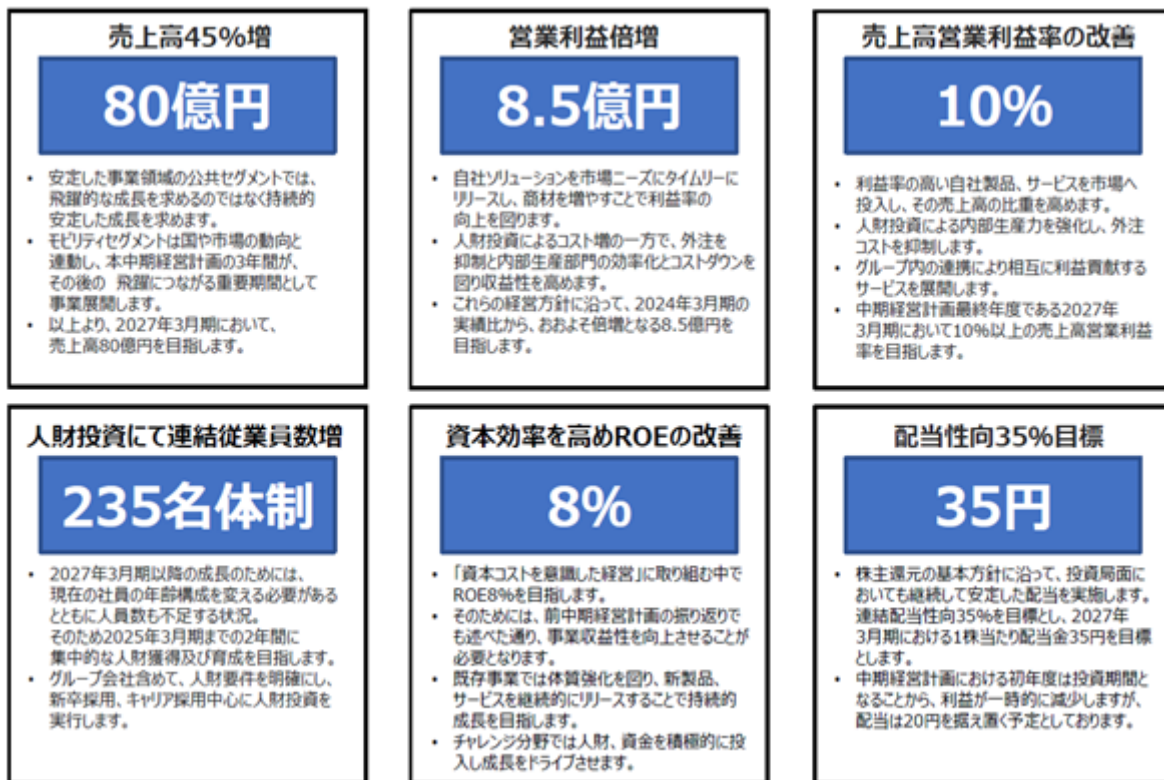 売上高45%増
80億円
• 安定した事業領域の公共セグメントでは、
飛躍的な成長を求めるのではなく持続的
安定した成長を求めます。
• モビリティセグメントは国や市場の動向と
連動し、本中期経営計画の3年間が、
その後の 飛躍につながる重要期間として
事業展開します。
• 以上より、2027年3月期において、
売上高80億円を目指します。
営業利益倍増
8.5億円
• 自社ソリューションを市場ニーズにタイムリーに
リリースし、商材を増やすことで利益率の
向上を図ります。
• 人財投資によるコスト増の一方で、外注を
抑制と内部生産部門の効率化とコストダウンを
図り収益性を高めます。
• これらの経営方針に沿って、2024年3月期の
実績比から、おおよそ倍増となる8.5億円を
目指します。
売上高営業利益率の改善
10%
• 利益率の高い自社製品、サービスを市場へ
投入し、その売上高の比重を高めます。
• 人財投資による内部生産力を強化し、外注
コストを抑制します。
• グループ内の連携により相互に利益貢献する
サービスを展開します。
• 中期経営計画最終年度である2027年
3月期において10%以上の売上高営業利益
率を目指します。
人財投資にて連結従業員数増
235名体制
• 2027年3月期以降の成長のためには、
現在の社員の年齢構成を変える必要がある
とともに人員数も不足する状況。
そのため2025年3月期までの2年間に
集中的な人財獲得及び育成を目指します。
• グループ会社含めて、人財要件を明確にし、
新卒採用、キャリア採用中心に人財投資を
実行します。
資本効率を高めROEの改善
8%
• 「資本コストを意識した経営」に取り組む中で
ROE8%を目指します。
• そのためには、前中期経営計画の振り返りで
も述べた通り、事業収益性を向上させることが
必要となります。
• 既存事業では体質強化を図り、新製品、
サービスを継続的にリリースすることで持続的
成長を目指します。
• チャレンジ分野では人財、資金を積極的に投
入し成長をドライブさせます。
配当性向35%目標
35円
• 株主還元の基本方針に沿って、投資局面に
おいても継続して安定した配当を実施します。
連結配当性向35%を目標とし、2027年
3月期における1株当たり配当金35円を目標
とします。
• 中期経営計画における初年度は投資期間と
なることから、利益が一時的に減少しますが、
配当は20円を据え置く予定としております。